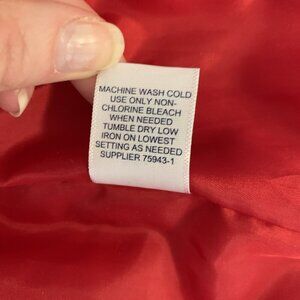 MACHINE WASH COLD
USE ONLY NON-
CHLORINE BLEACH
WHEN NEEDED
TUMBLE DRY LOW
IRON ON LOWEST
SETTING AS NEEDED
SUPPLIER 75943-1